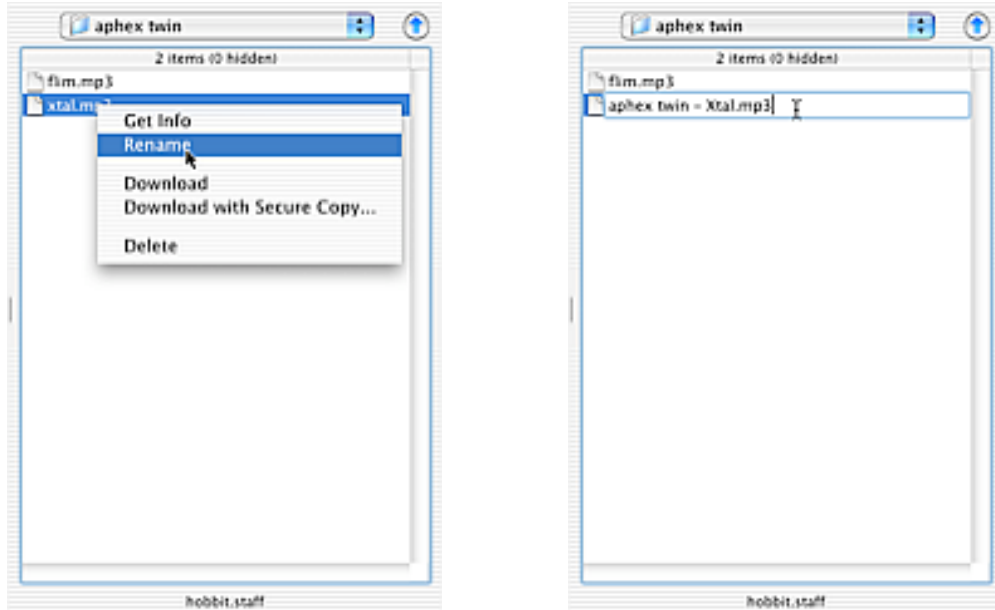 aphex twin
2 items (0 hidden)
flim.mp3
xtal.mp3
Get Info
Rename
Download
Download with Secure Copy...
Delete
hobbit.staff
aphex twin
2 items (0 hidden)
flim.mp3
aphex twin – Xtal.mp3
hobbit.staff